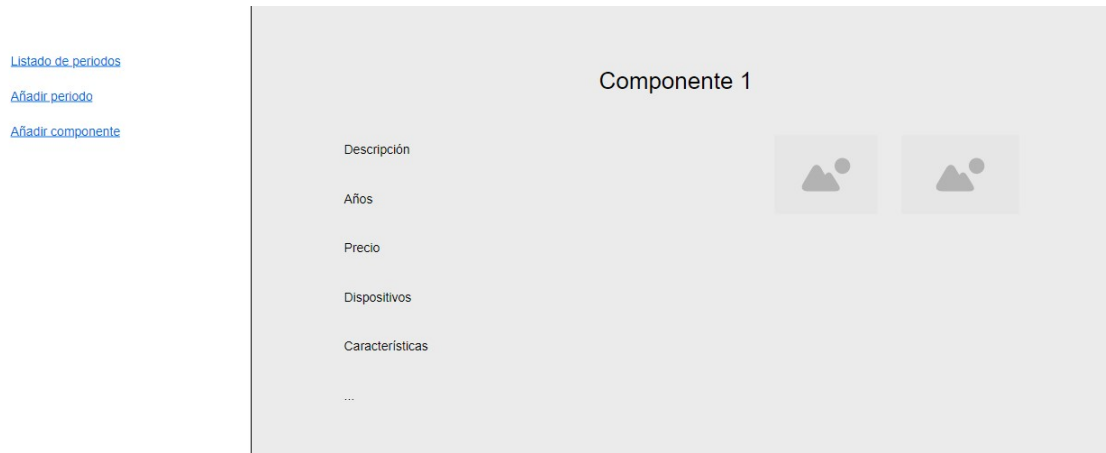 Listado de periodos
Añadir periodo
Añadir componente
Componente 1
Descripción
Años
Precio
Dispositivos
Características
...